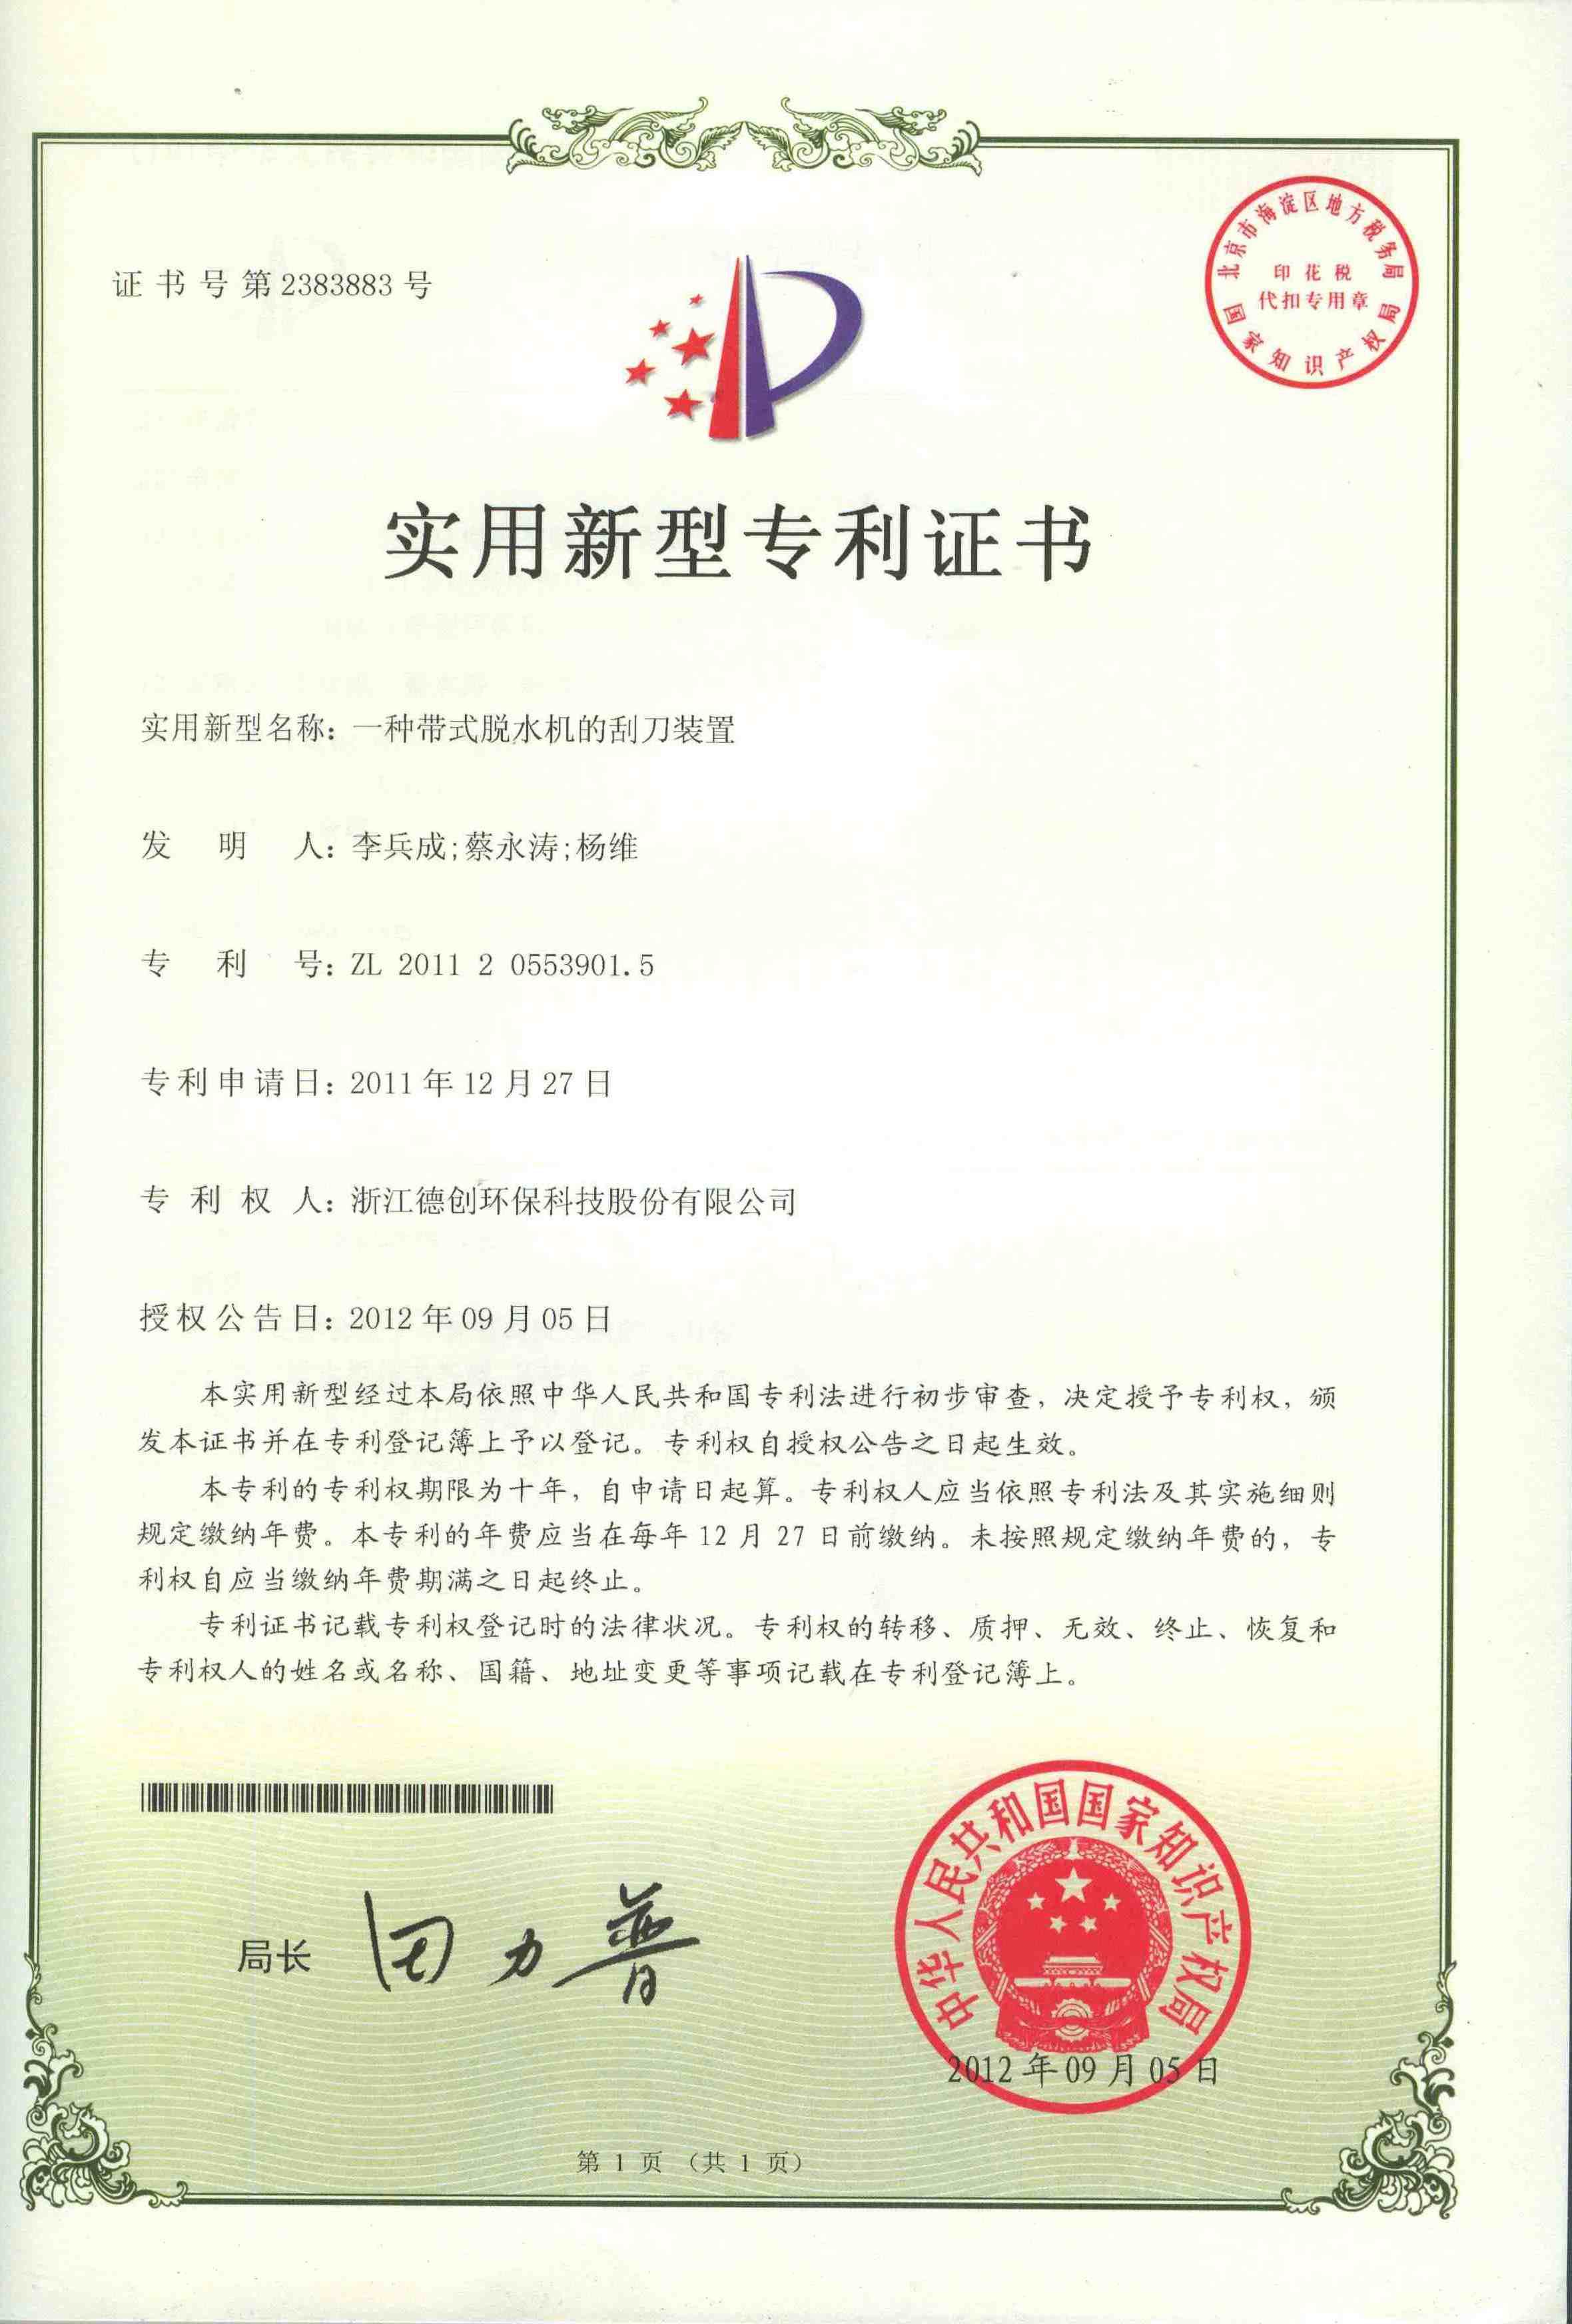 证书号第2383883号
北京市海淀区地方税务局
印花税
代扣专用章
国家知识产权局
实用新型专利证书
实用新型名称：一种带式脱水机的刮刀装置
发明人：李兵成;蔡永涛;杨维
专利号：ZL 2011 2 0553901.5
专利申请日：2011年12月27日
专利权人：浙江德创环保科技股份有限公司
授权公告日：2012年09月05日
本实用新型经过本局依照中华人民共和国专利法进行初步审查，决定授予专利权，颁
发本证书并在专利登记簿上予以登记。专利权自授权公告之日起生效。
本专利的专利权期限为十年，自申请日起算。专利权人应当依照专利法及其实施细则
规定缴纳年费。本专利的年费应当在每年12月27日前缴纳。未按照规定缴纳年费的，专
利权自应当缴纳年费期满之日起终止。
专利证书记载专利权登记时的法律状况。专利权的转移、质押、无效、终止、恢复和
专利权人的姓名或名称、国籍、地址变更等事项记载在专利登记簿上。
局长 田力普
中华人民共和国国家知识产权局
2012年09月05日
第1页（共1页）